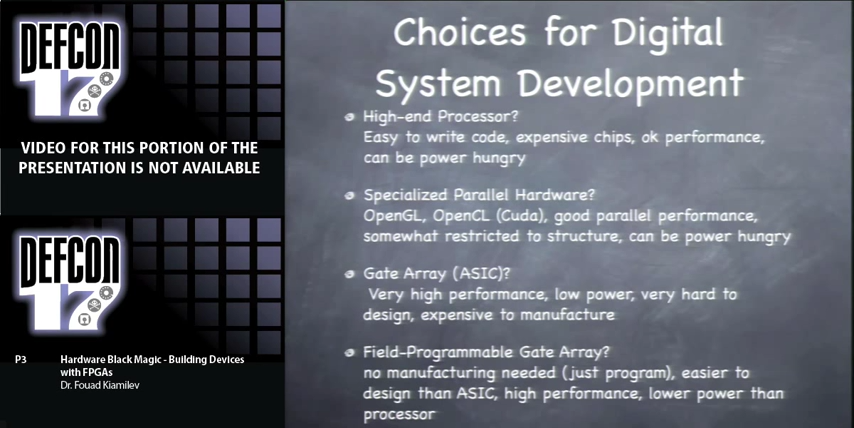 DEFCON
17
VIDEO FOR THIS PORTION OF THE
PRESENTATION IS NOT AVAILABLE
DEFCON
17
P3 Hardware Black Magic - Building Devices
with FPGAs
Dr. Fouad Kiamilev
Choices for Digital
System Development
High-end Processor?
Easy to write code, expensive chips, ok performance,
can be power hungry
Specialized Parallel Hardware?
OpenGL, OpenCL (Cuda), good parallel performance,
somewhat restricted to structure, can be power hungry
Gate Array (ASIC)?
Very high performance, low power, very hard to
design, expensive to manufacture
Field-Programmable Gate Array?
no manufacturing needed (just program), easier to
design than ASIC, high performance, lower power than
processor